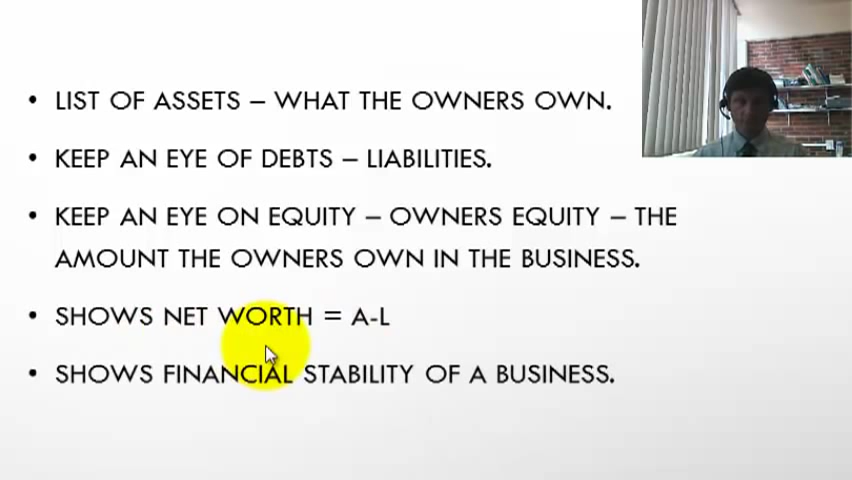 • LIST OF ASSETS – WHAT THE OWNERS OWN.
• KEEP AN EYE OF DEBTS – LIABILITIES.
• KEEP AN EYE ON EQUITY – OWNERS EQUITY – THE
AMOUNT THE OWNERS OWN IN THE BUSINESS.
• SHOWS NET WORTH = A-L
• SHOWS FINANCIAL STABILITY OF A BUSINESS.